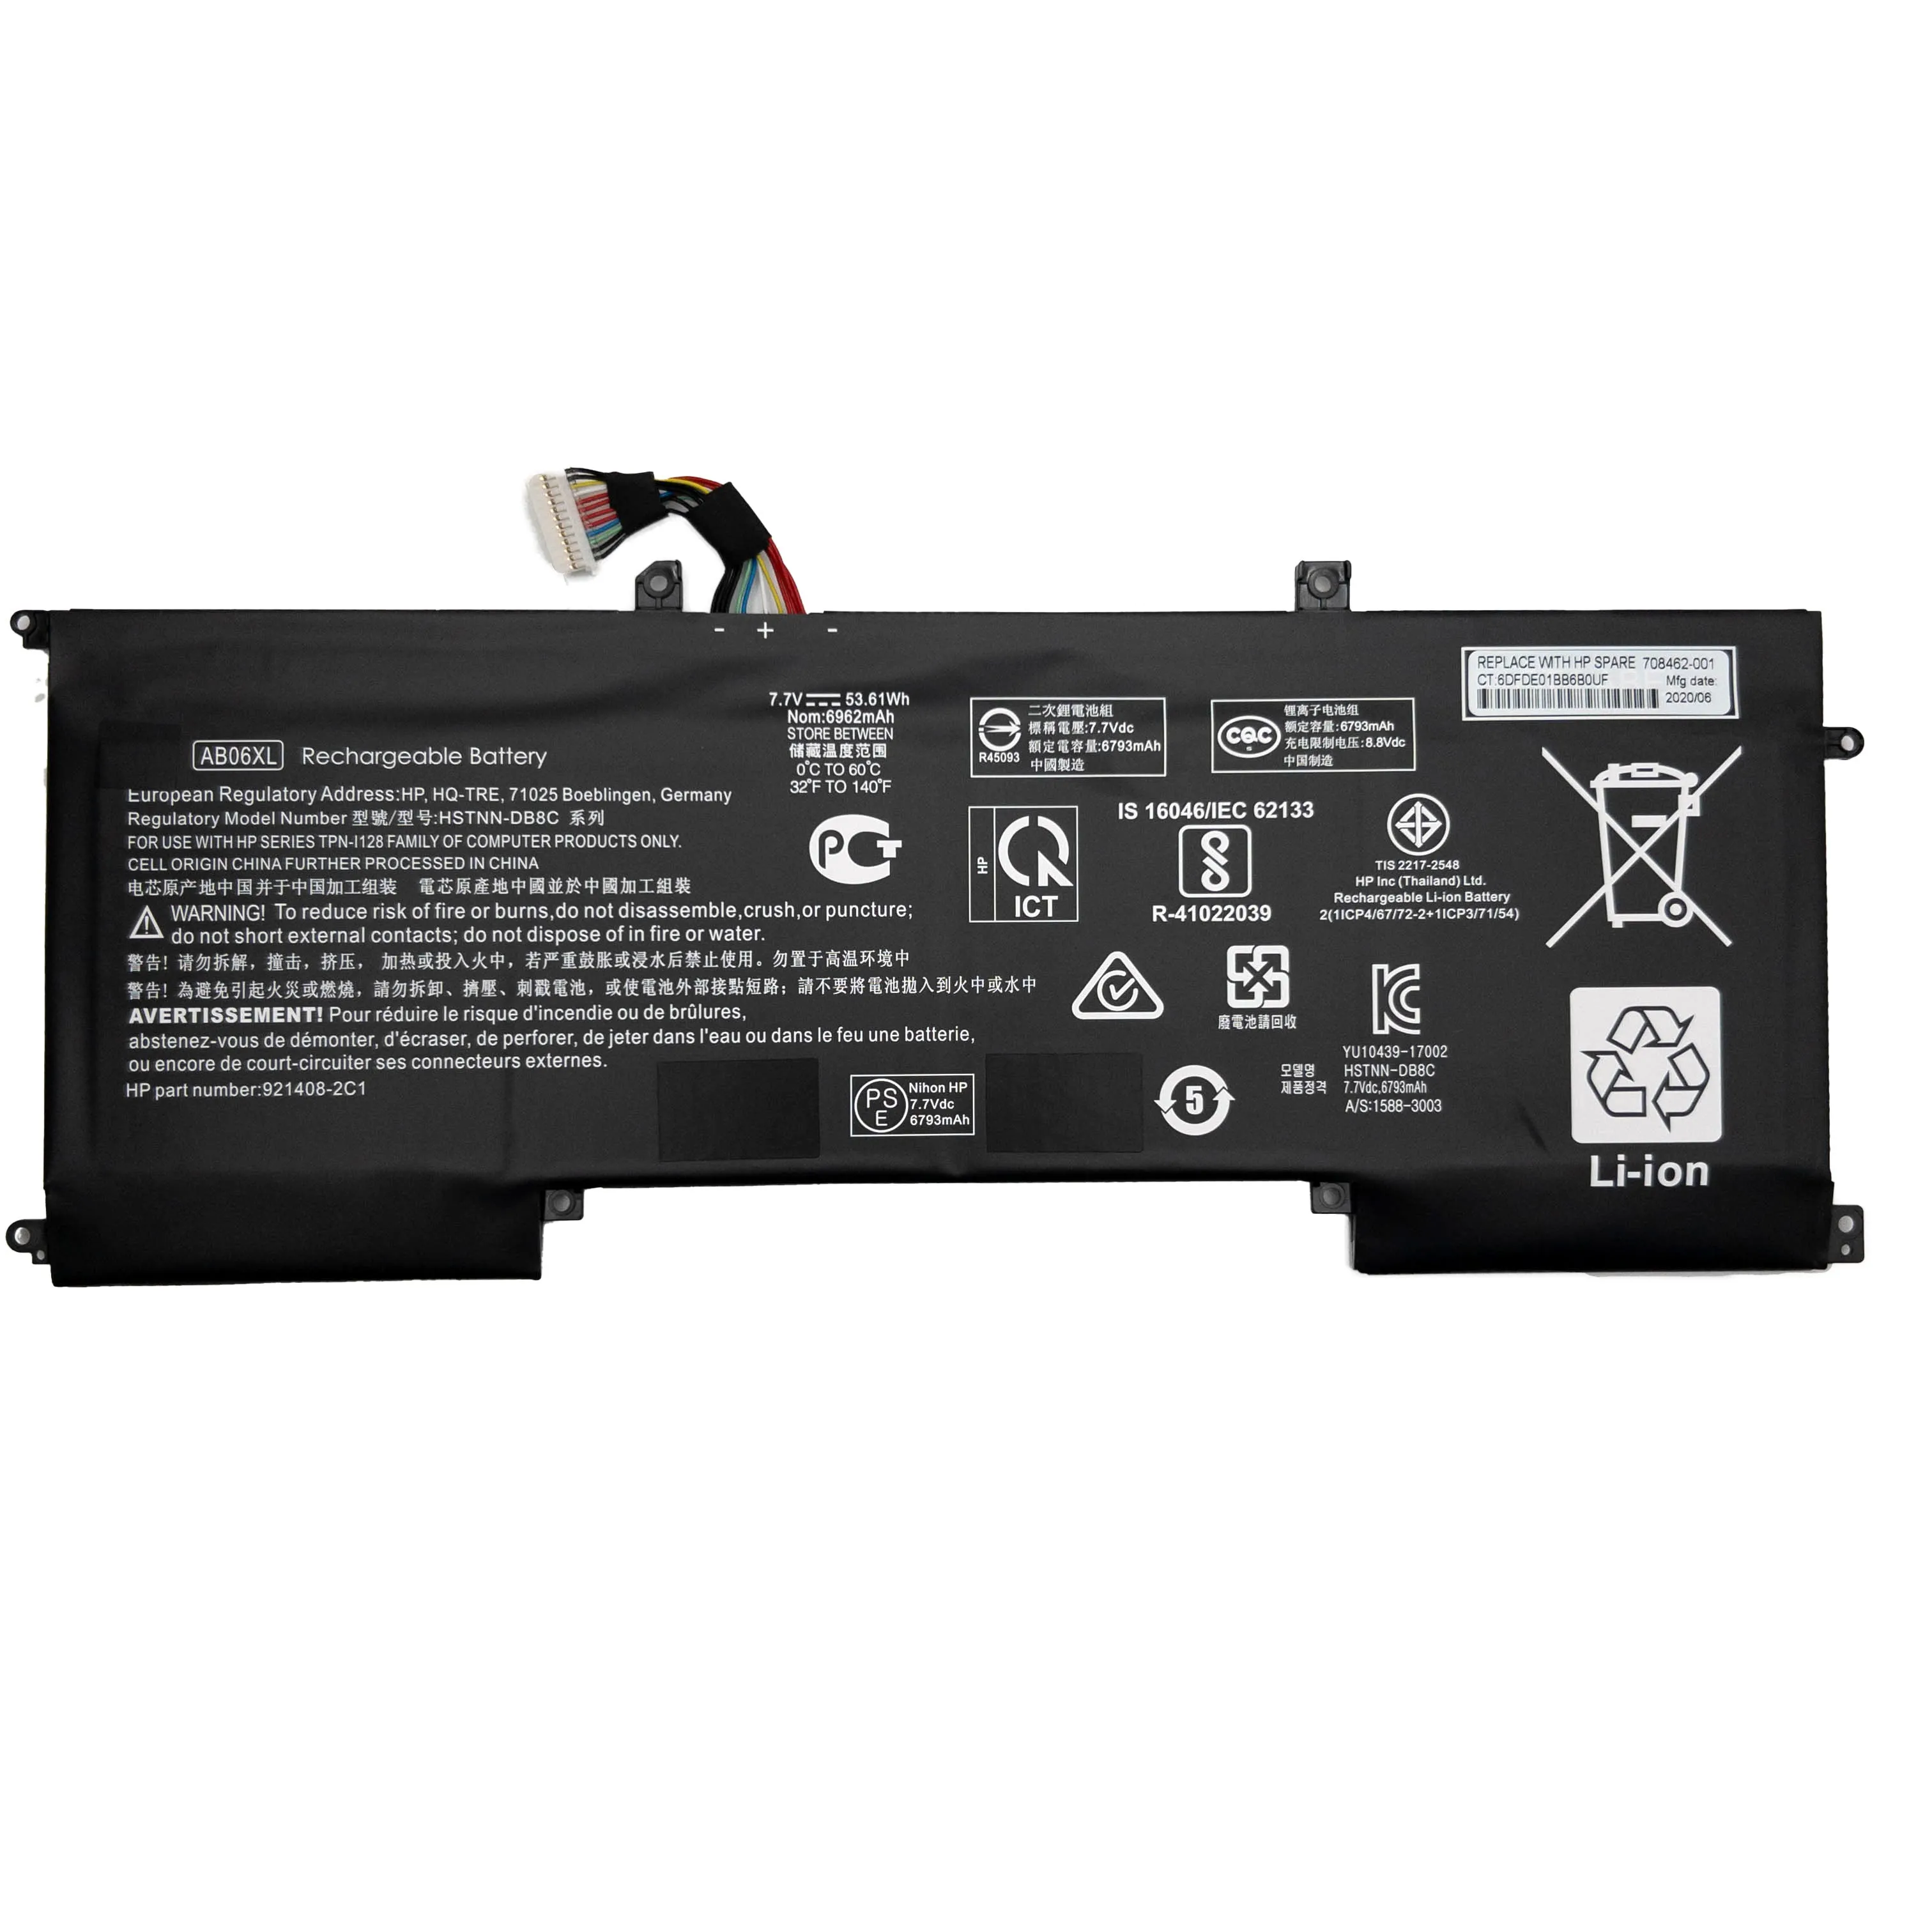 - + -
REPLACE WITH HP SPARE 708462-001
CT:6DFDE01BB6B0UF Mfg date:
2020/06
AB06XL Rechargeable Battery
European Regulatory Address:HP, HQ-TRE, 71025 Boeblingen, Germany
Regulatory Model Number 型號/型号:HSTNN-DB8C 系列
FOR USE WITH HP SERIES TPN-I128 FAMILY OF COMPUTER PRODUCTS ONLY.
CELL ORIGIN CHINA FURTHER PROCESSED IN CHINA
电芯原产地中国并于中国加工组装 電芯原產地中國並於中國加工組裝
WARNING! To reduce risk of fire or burns,do not disassemble,crush,or puncture;
do not short external contacts; do not dispose of in fire or water.
警告! 请勿拆解，撞击，挤压， 加热或投入火中，若严重鼓胀或浸水后禁止使用。勿置于高温环境中
警告! 為避免引起火災或燃燒，請勿拆卸、擠壓、刺戳電池，或使電池外部接點短路；請不要將電池拋入到火中或水中
AVERTISSEMENT! Pour réduire le risque d'incendie ou de brûlures,
abstenez-vous de démonter, d'écraser, de perforer, de jeter dans l'eau ou dans le feu une batterie,
ou encore de court-circuiter ses connecteurs externes.
HP part number:921408-2C1
7.7V 53.61Wh
Nom:6962mAh
STORE BETWEEN
储藏温度范围
0°C TO 60°C
32°F TO 140°F
PCT
R45093
二次鋰電池組
標稱電壓:7.7Vdc
額定電容量:6793mAh
中國製造
CQC
锂离子电池组
额定容量:6793mAh
充电限制电压:8.8Vdc
中国制造
HP
ICT
IS 16046/IEC 62133
R-41022039
TIS 2217-2548
HP Inc (Thailand) Ltd.
Rechargeable Li-ion Battery
2(1ICP4/67/72-2+1ICP3/71/54)
廢電池請回收
YU10439-17002
모델명 HSTNN-DB8C
제품정격 7.7Vdc,6793mAh
A/S:1588-3003
PS
E
Nihon HP
7.7Vdc
6793mAh
5
Li-ion